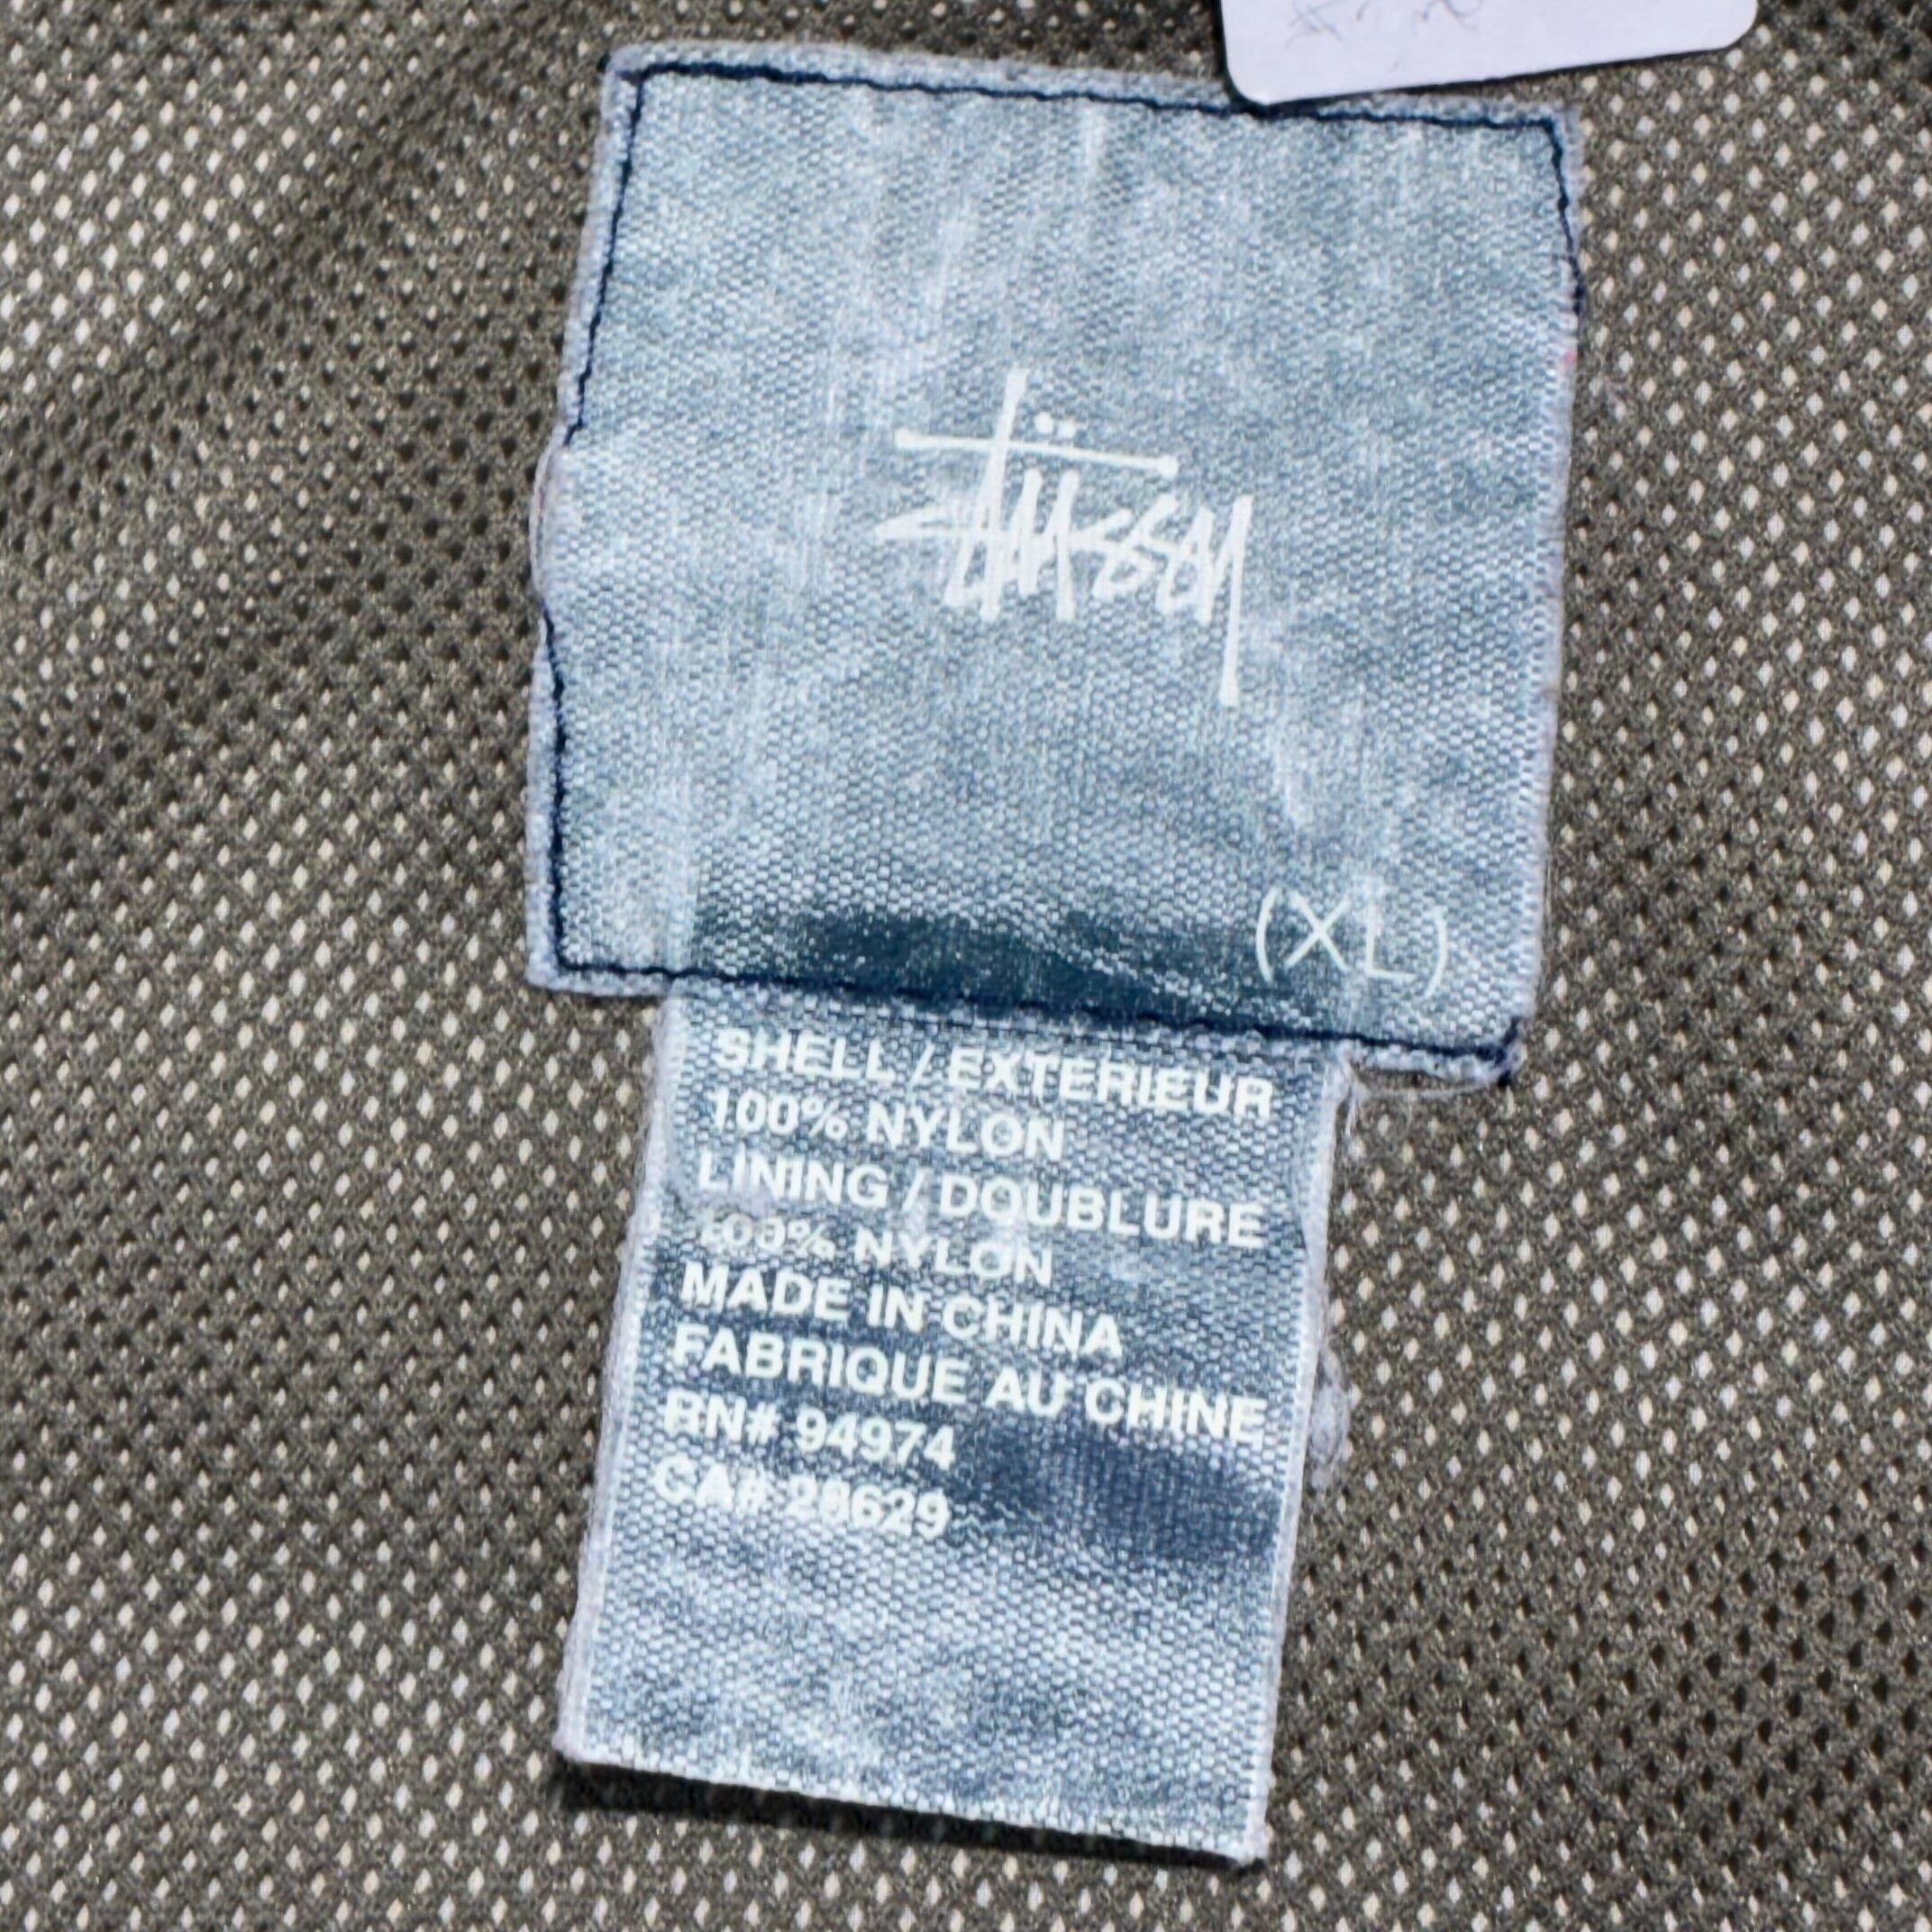 stüssy
(XL)
SHELL / EXTERIEUR
100% NYLON
LINING / DOUBLURE
100% NYLON
MADE IN CHINA
FABRIQUE AU CHINE
RN# 94974
CA# 28629